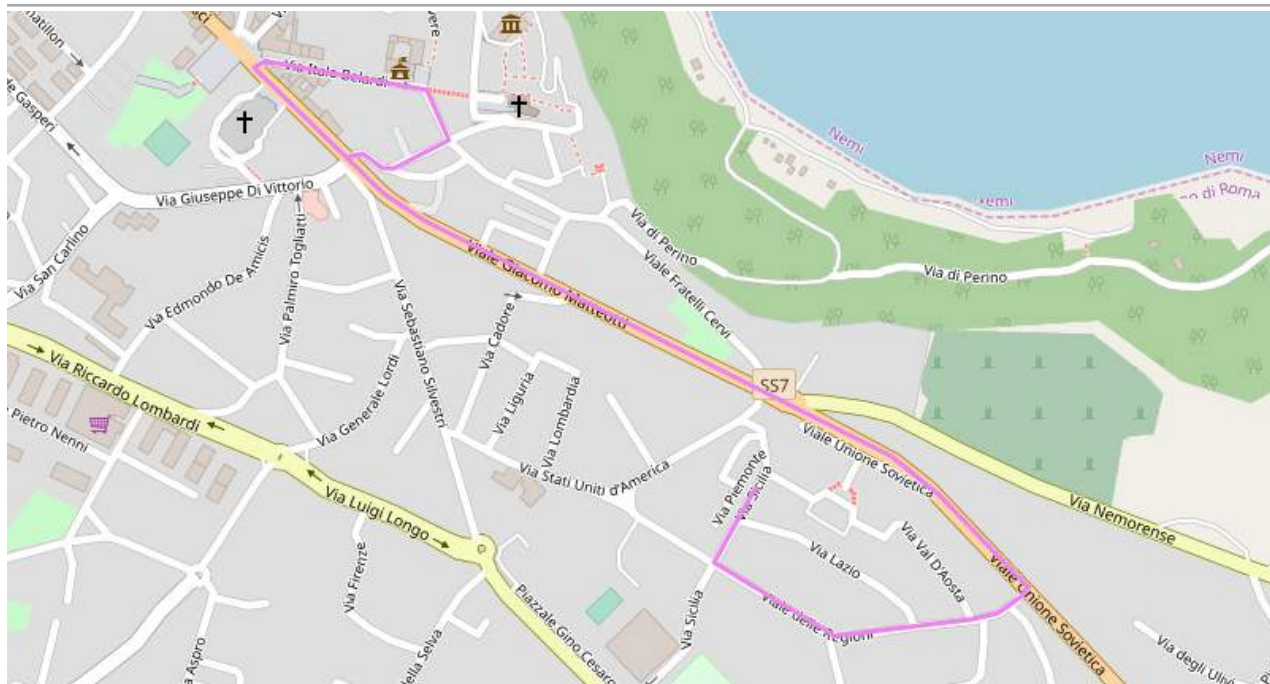 Via Italo Belardi
Nemi
Nemi
Via Giuseppe Di Vittorio
Via di Perino
Via di Perino
Viale Fratelli Cervi
Viale Giacomo Matteotti
Via San Carlino
Via Edmondo De Amicis
Via Palmiro Togliatti
Via Sebastiano Silvestri
Via Cadore
Via Generale Lordi
Via Liguria
Via Lombardia
Via Riccardo Lombardi
SS7
Pietro Nenni
Viale Unione Sovietica
Via Stati Uniti d'America
Via Piemonte
Via Sicilia
Via Luigi Longo
Via Nemorense
Via Val D'Aosta
Via Lazio
Via Firenze
Viale Unione Sovietica
Piazzale Gino Cesaro
Viale delle Regioni
Via Sicilia
Via degli Uliv